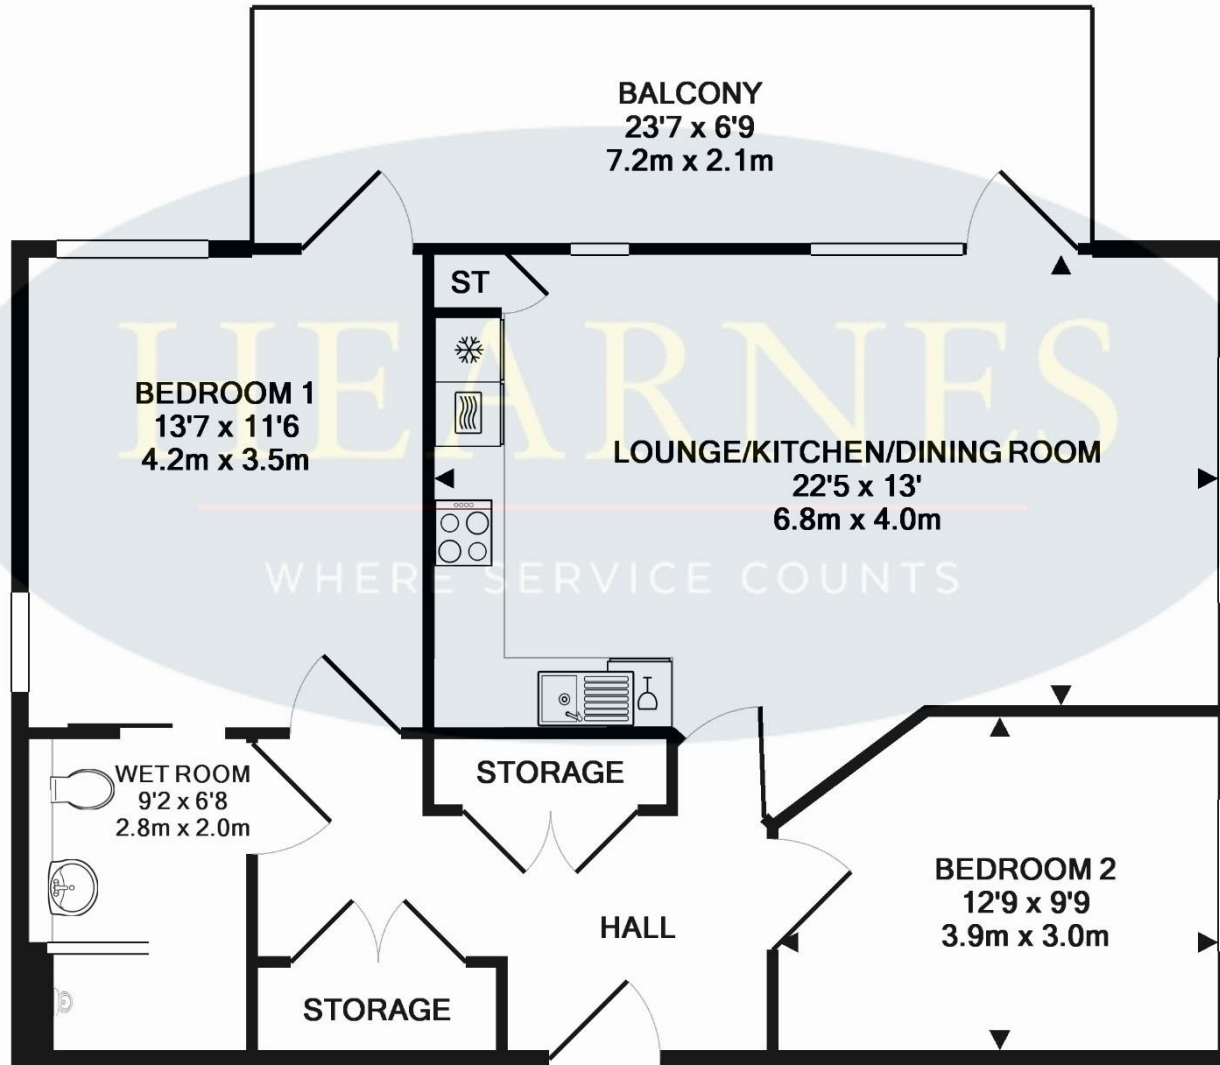 BALCONY
23'7 x 6'9
7.2m x 2.1m
ST
HEARNES
BEDROOM 1
13'7 x 11'6
4.2m x 3.5m
LOUNGE/KITCHEN/DINING ROOM
22'5 x 13'
6.8m x 4.0m
WHERE SERVICE COUNTS
WET ROOM
9'2 x 6'8
2.8m x 2.0m
STORAGE
BEDROOM 2
12'9 x 9'9
3.9m x 3.0m
HALL
STORAGE